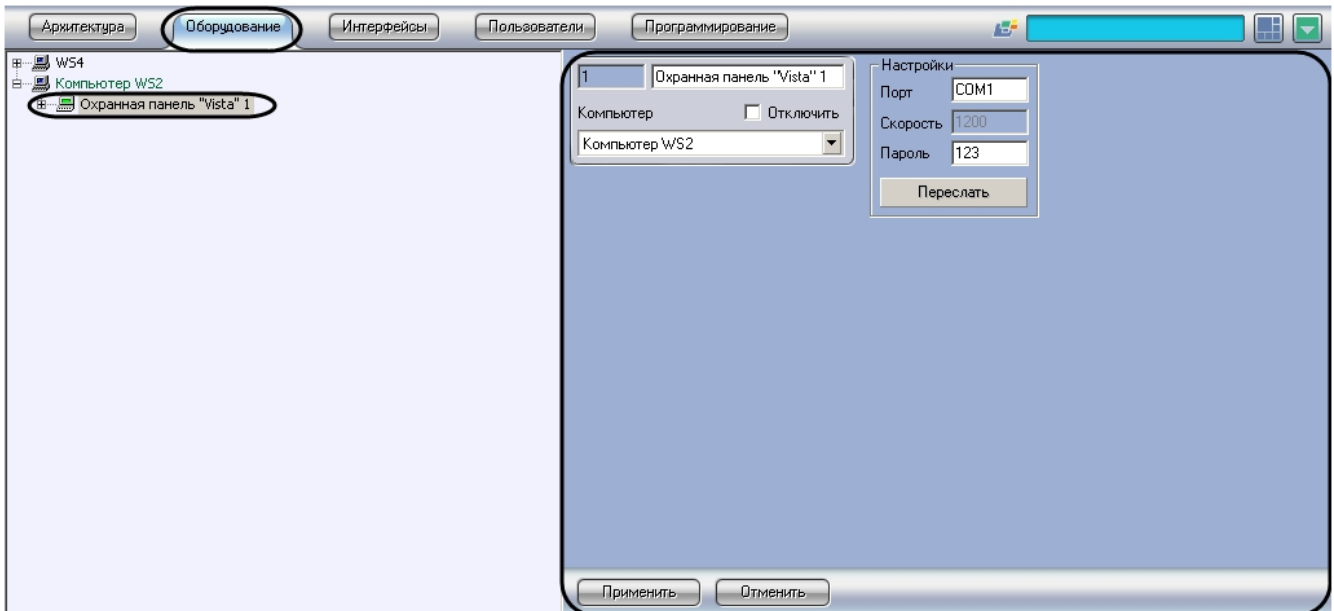 Архитектура Оборудование Интерфейсы Пользователи Программирование
WS4
Компьютер WS2
Охранная панель "Vista" 1
1 Охранная панель "Vista" 1
Компьютер Отключить
Компьютер WS2
Настройки
Порт COM1
Скорость 1200
Пароль 123
Переслать
Применить Отменить